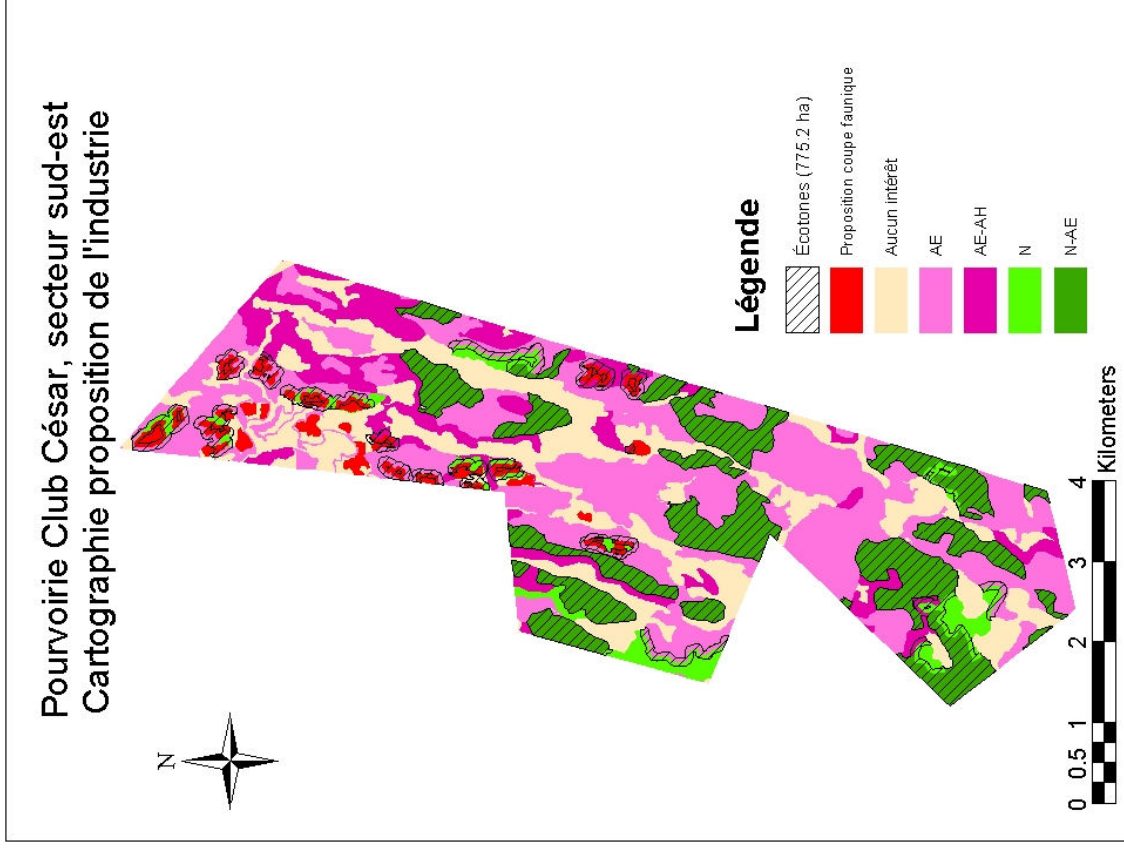 Pourvoirie Club César, secteur sud-est
Cartographie proposition de l'industrie
N
Légende
Écotones (775.2 ha)
Proposition coupe faunique
Aucun intérêt
AE
AE-AH
N
N-AE
0 0.5 1 2 3 4
Kilometers